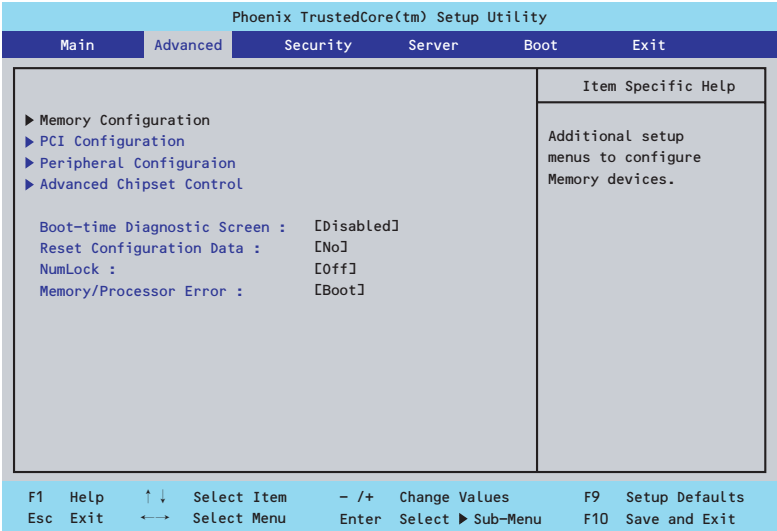 Phoenix TrustedCore(tm) Setup Utility
Main Advanced Security Server Boot Exit
Item Specific Help
▶ Memory Configuration
▶ PCI Configuration
▶ Peripheral Configuraion
▶ Advanced Chipset Control
Additional setup
menus to configure
Memory devices.
Boot-time Diagnostic Screen : [Disabled]
Reset Configuration Data : [No]
NumLock : [Off]
Memory/Processor Error : [Boot]
F1 Help ↑↓ Select Item - /+ Change Values F9 Setup Defaults
Esc Exit ←→ Select Menu Enter Select ▶ Sub-Menu F10 Save and Exit